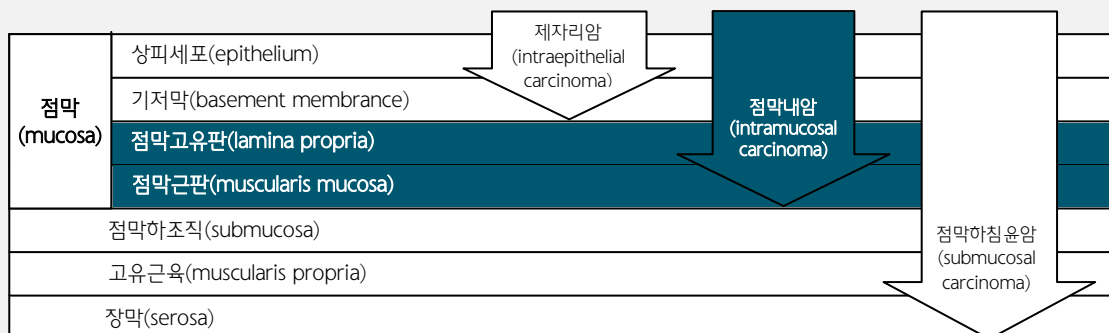 제자리암
(intraepithelial
carcinoma)
상피세포(epithelium)
기저막(basement membrance)
점막
(mucosa)
점막내암
(intramucosal
carcinoma)
점막고유판(lamina propria)
점막근판(muscularis mucosa)
점막하조직(submucosa)
점막하침윤암
(submucosal
carcinoma)
고유근육(muscularis propria)
장막(serosa)